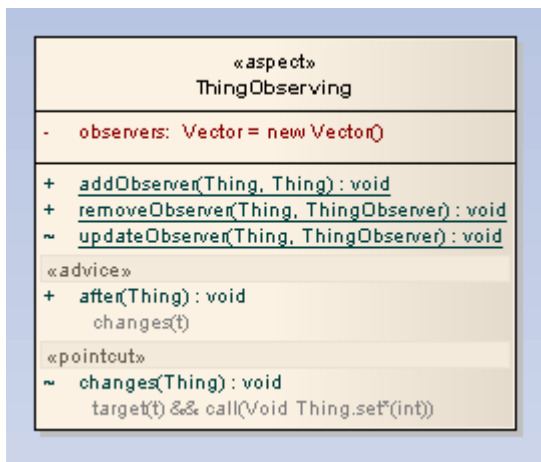 «aspect»
ThingObserving
- observers: Vector = new Vector()
+ addObserver(Thing, Thing) : void
+ removeObserver(Thing, ThingObserver) : void
~ updateObserver(Thing, ThingObserver) : void
«advice»
+ after(Thing) : void
changes(t)
«pointcut»
~ changes(Thing) : void
target(t) && call(Void Thing.set*(int))